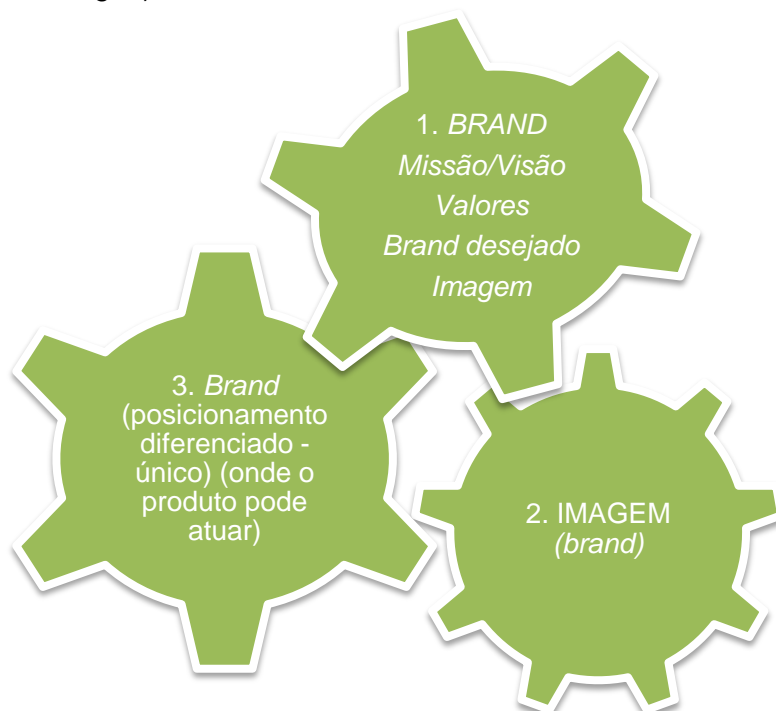 1. BRAND
Missão/Visão
Valores
Brand desejado
Imagem
3. Brand
(posicionamento
diferenciado -
único) (onde o
produto pode
atuar)
2. IMAGEM
(brand)